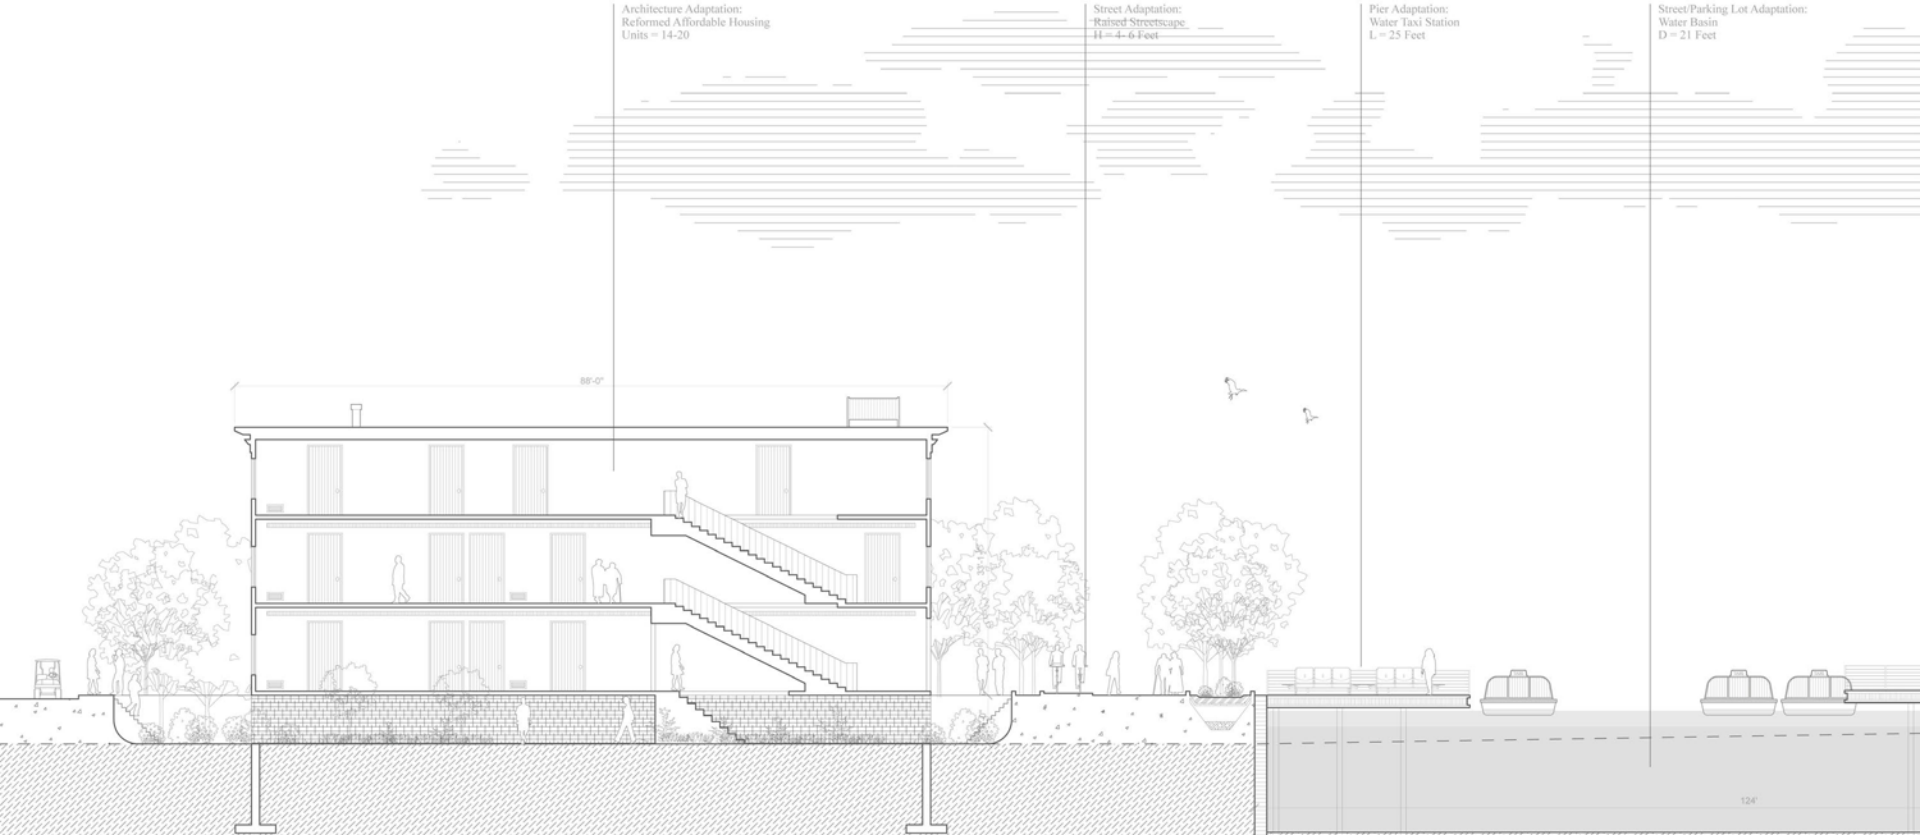 Architecture Adaptation:
Reformed Affordable Housing
Units = 14-20
Street Adaptation:
Raised Streetscape
H = 4- 6 Feet
Pier Adaptation:
Water Taxi Station
L = 25 Feet
Street/Parking Lot Adaptation:
Water Basin
D = 21 Feet
88'-0"
124'